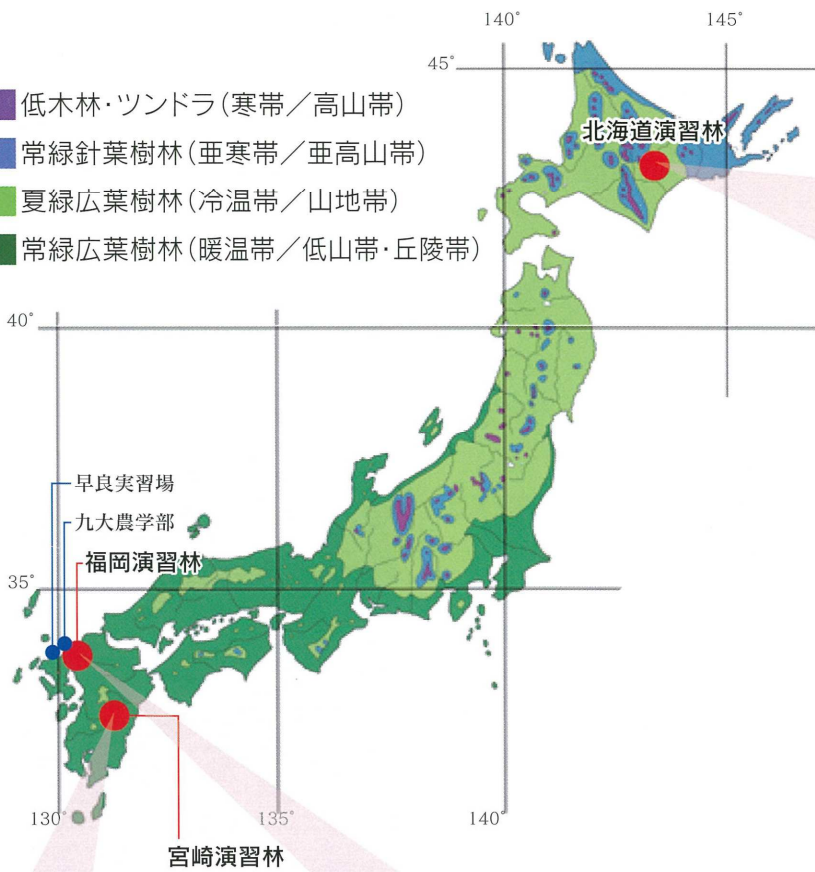 140°
145°
45°
低木林・ツンドラ(寒帯／高山帯)
常緑針葉樹林(亜寒帯／亜高山帯)
夏緑広葉樹林(冷温帯／山地帯)
常緑広葉樹林(暖温帯／低山帯・丘陵帯)
北海道演習林
40°
早良実習場
九大農学部
福岡演習林
35°
130°
135°
140°
宮崎演習林